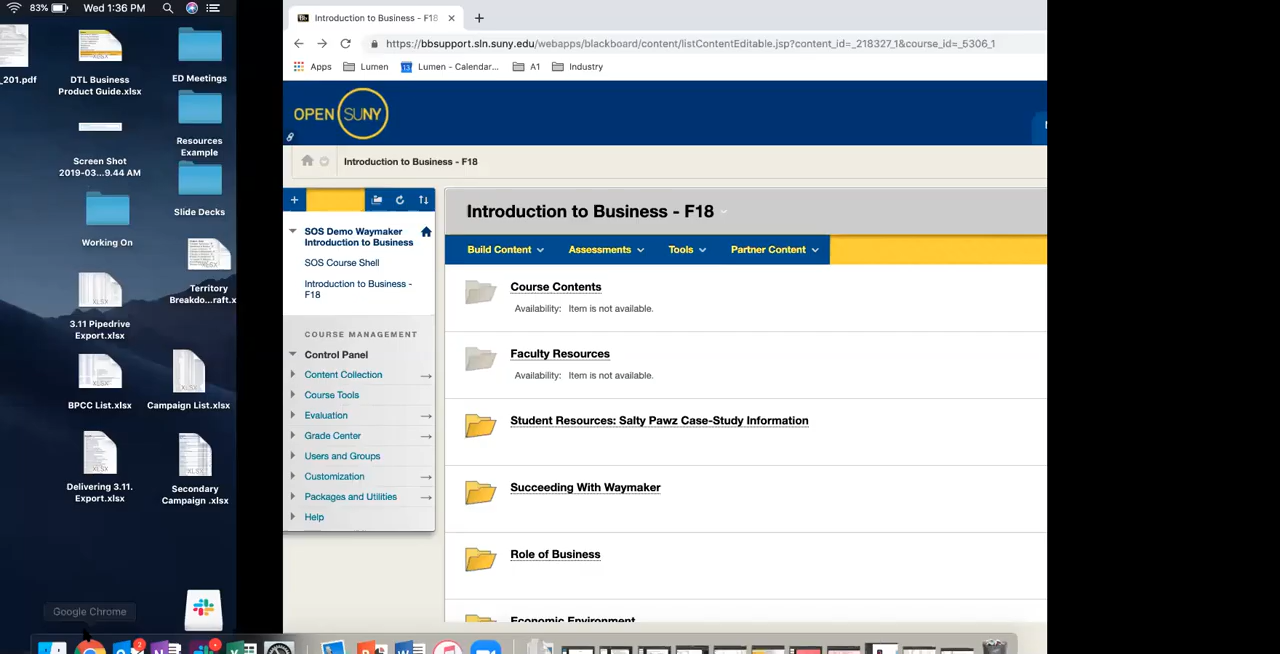 83% Wed 1:36 PM
_201.pdf
DTL Business
Product Guide.xlsx
ED Meetings
Resources
Example
Screen Shot
2019-03...9.44 AM
Slide Decks
Working On
Territory
Breakdo...raft.x
3.11 Pipedrive
Export.xlsx
BPCC List.xlsx
Campaign List.xlsx
Delivering 3.11.
Export.xlsx
Secondary
Campaign .xlsx
Google Chrome
Introduction to Business - F18
https://bbsupport.sln.suny.edu/webapps/blackboard/content/listContentEditable.jsp?content_id=_218327_1&course_id=_5306_1
Apps Lumen Lumen - Calendar... A1 Industry
OPEN SUNY
Introduction to Business - F18
SOS Demo Waymaker
Introduction to Business
SOS Course Shell
Introduction to Business -
F18
COURSE MANAGEMENT
Control Panel
Content Collection
Course Tools
Evaluation
Grade Center
Users and Groups
Customization
Packages and Utilities
Help
Introduction to Business - F18
Build Content Assessments Tools Partner Content
Course Contents
Availability: Item is not available.
Faculty Resources
Availability: Item is not available.
Student Resources: Salty Pawz Case-Study Information
Succeeding With Waymaker
Role of Business
Economic Environment